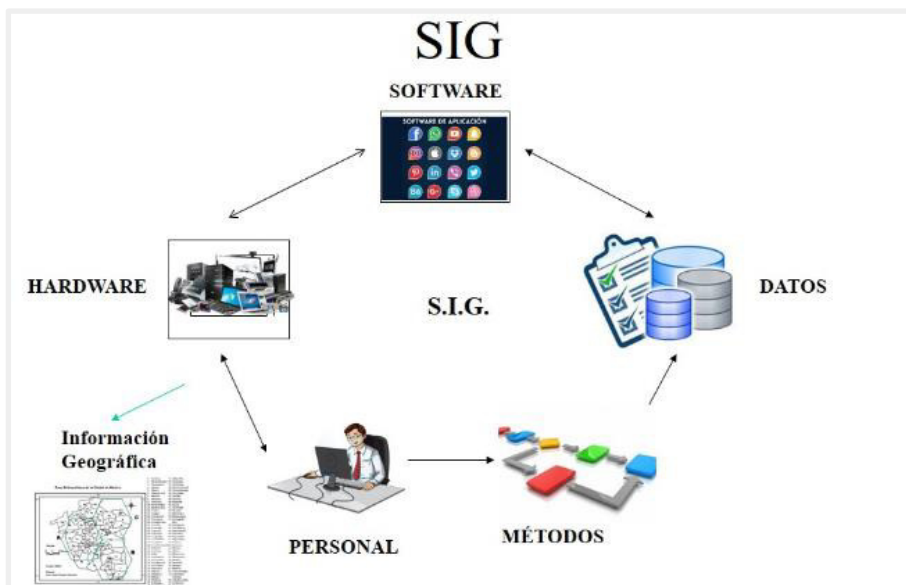 SIG
SOFTWARE
SOFTWARE DE APLICACIÓN
HARDWARE
S.I.G.
DATOS
Información
Geográfica
PERSONAL
MÉTODOS